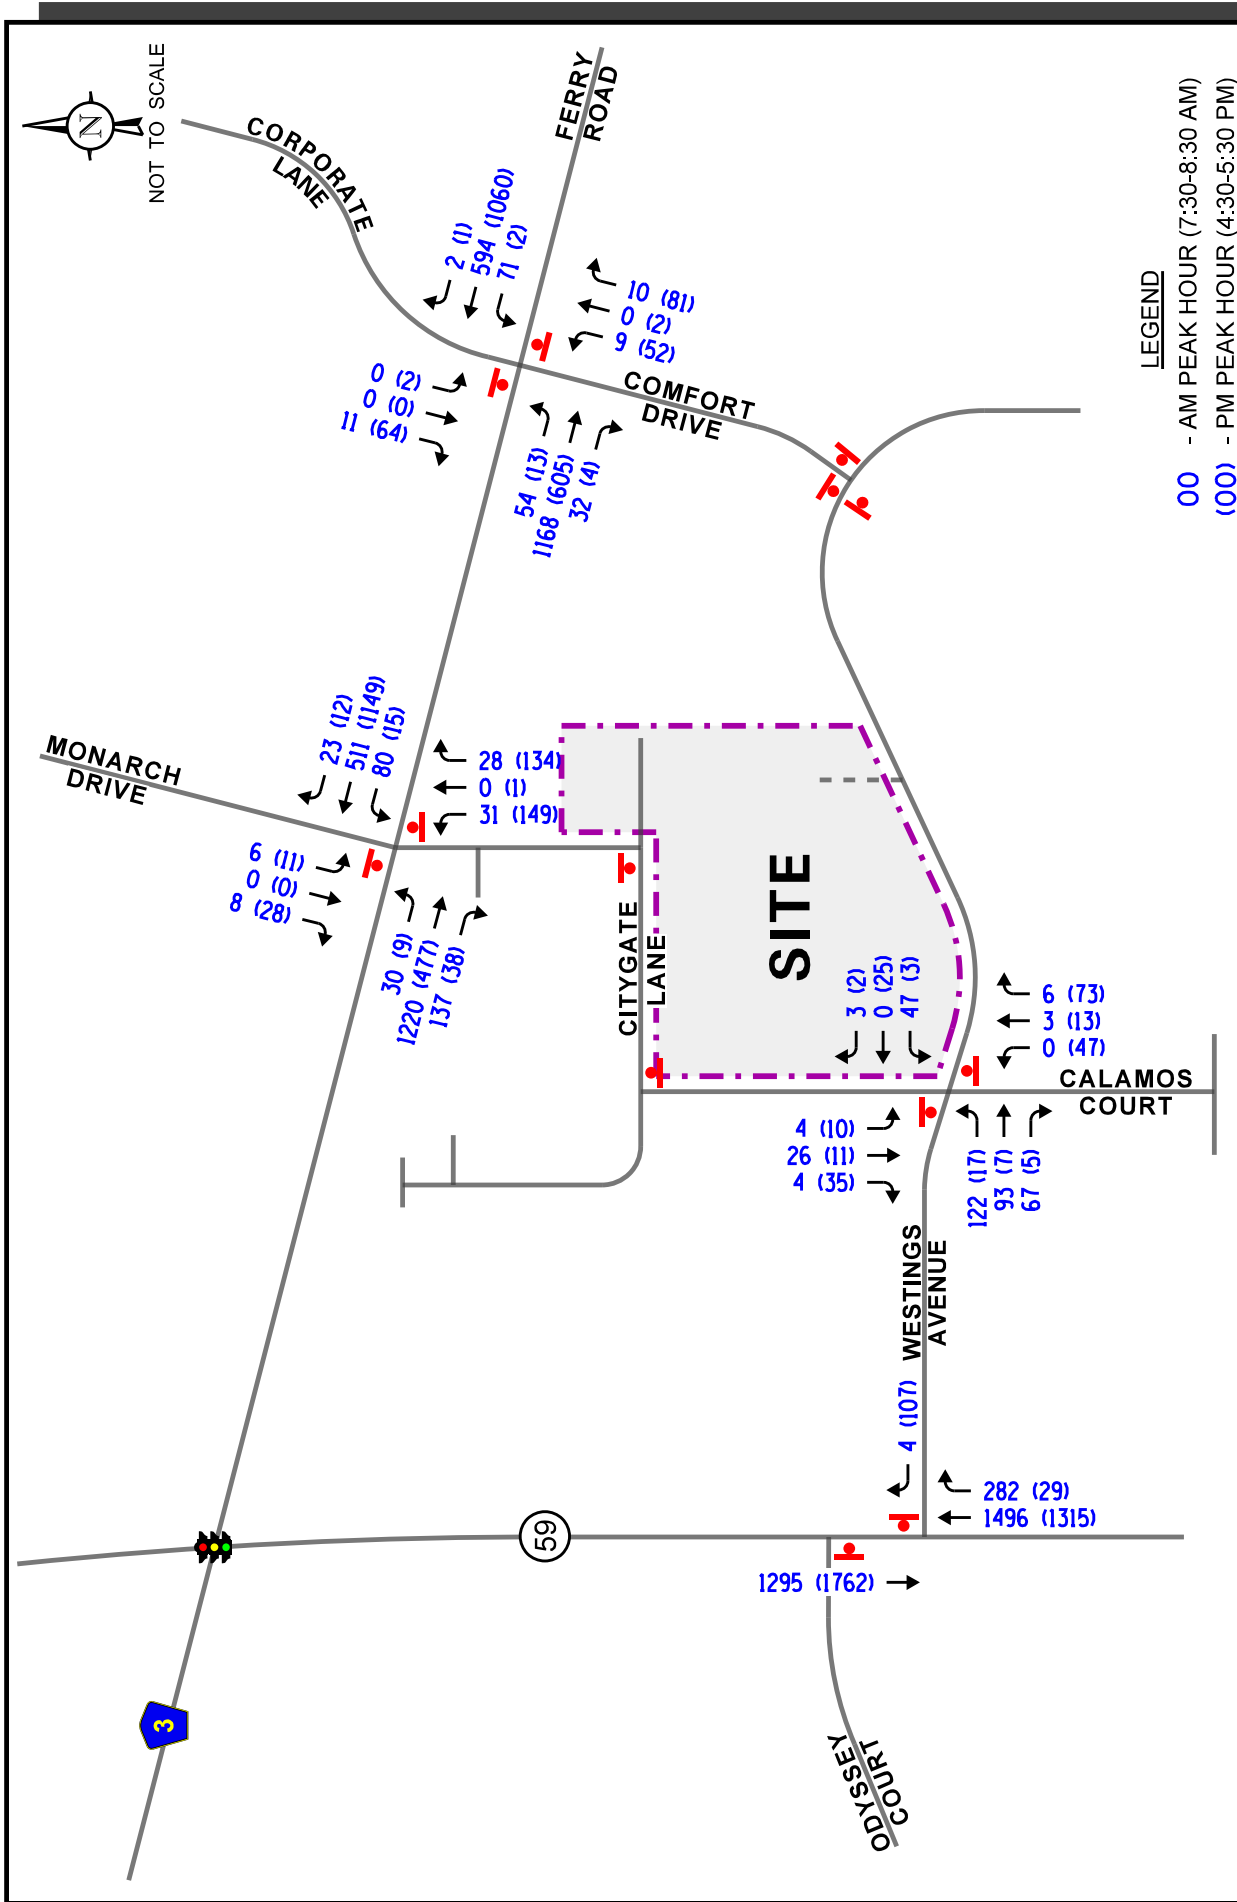 N
NOT TO SCALE
CORPORATE
LANE
FERRY
ROAD
2 (1)
594 (1060)
71 (2)
10 (81)
0 (2)
9 (52)
0 (2)
0 (0)
11 (64)
54 (13)
1168 (605)
32 (4)
COMFORT
DRIVE
LEGEND
00 - AM PEAK HOUR (7:30-8:30 AM)
(00) - PM PEAK HOUR (4:30-5:30 PM)
MONARCH
DRIVE
23 (12)
511 (1149)
80 (15)
28 (134)
0 (1)
31 (149)
6 (11)
0 (0)
8 (28)
30 (9)
1220 (477)
137 (38)
CITYGATE
LANE
SITE
3 (2)
0 (25)
47 (3)
6 (73)
3 (13)
0 (47)
CALAMOS
COURT
4 (10)
26 (11)
4 (35)
122 (17)
93 (7)
67 (5)
WESTINGS
AVENUE
4 (107)
282 (29)
1496 (1315)
59
1295 (1762)
3
ODYSSEY
COURT